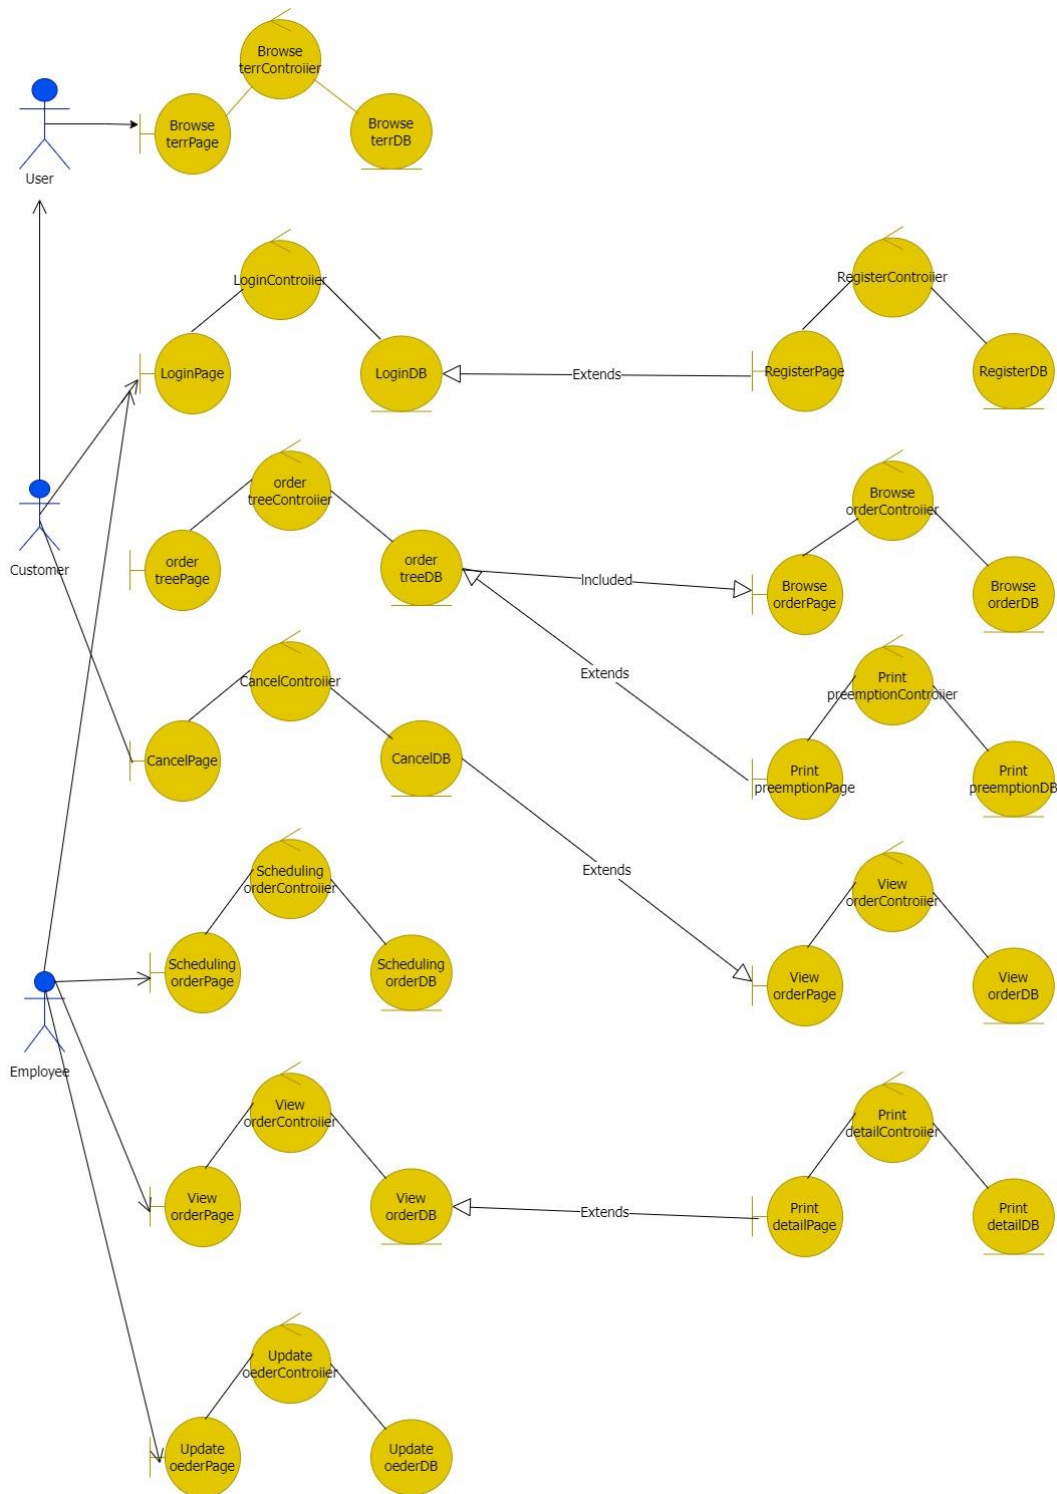 Browse
terrControiier
Browse
terrPage
Browse
terrDB
User
LoginControiier
LoginPage
LoginDB
Extends
RegisterControiier
RegisterPage
RegisterDB
order
treeControiier
order
treePage
order
treeDB
Included
Browse
orderControiier
Browse
orderPage
Browse
orderDB
Customer
CancelControiier
CancelPage
CancelDB
Extends
Print
preemptionControiier
Print
preemptionPage
Print
preemptionDB
Extends
View
orderControiier
View
orderPage
View
orderDB
Scheduling
orderControiier
Scheduling
orderPage
Scheduling
orderDB
Employee
View
orderControiier
View
orderPage
View
orderDB
Extends
Print
detailControiier
Print
detailPage
Print
detailDB
Update
oederControiier
Update
oederPage
Update
oederDB